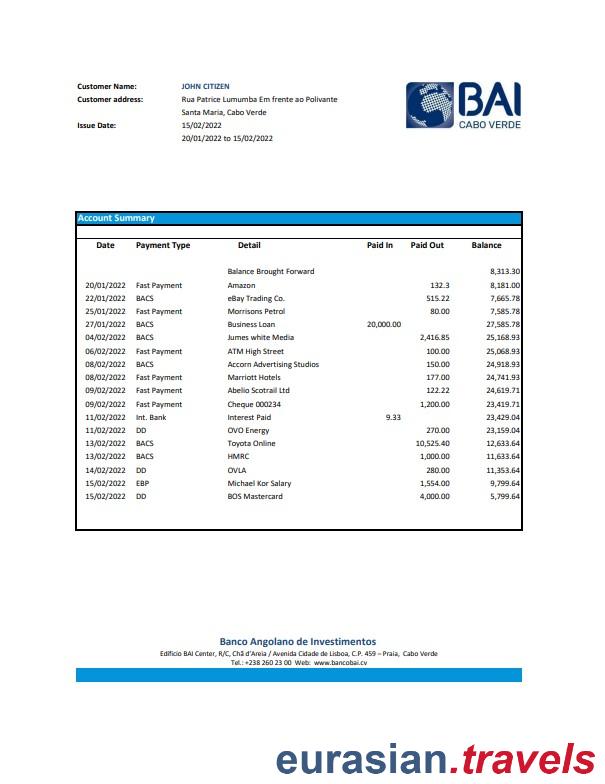 Customer Name: JOHN CITIZEN
Customer address: Rua Patrice Lumumba Em frente ao Polivante
Santa Maria, Cabo Verde
Issue Date: 15/02/2022
20/01/2022 to 15/02/2022
BAI
CABO VERDE
Account Summary
Date Payment Type Detail Paid In Paid Out Balance
Balance Brought Forward 8,313.30
20/01/2022 Fast Payment Amazon 132.3 8,181.00
22/01/2022 BACS eBay Trading Co. 515.22 7,665.78
25/01/2022 Fast Payment Morrisons Petrol 80.00 7,585.78
27/01/2022 BACS Business Loan 20,000.00 27,585.78
04/02/2022 BACS Jumes white Media 2,416.85 25,168.93
06/02/2022 Fast Payment ATM High Street 100.00 25,068.93
08/02/2022 BACS Accorn Advertising Studios 150.00 24,918.93
08/02/2022 Fast Payment Marriott Hotels 177.00 24,741.93
09/02/2022 Fast Payment Abelio Scotrail Ltd 122.22 24,619.71
09/02/2022 Fast Payment Cheque 000234 1,200.00 23,419.71
11/02/2022 Int. Bank Interest Paid 9.33 23,429.04
11/02/2022 DD OVO Energy 270.00 23,159.04
13/02/2022 BACS Toyota Online 10,525.40 12,633.64
13/02/2022 BACS HMRC 1,000.00 11,633.64
14/02/2022 DD OVLA 280.00 11,353.64
15/02/2022 EBP Michael Kor Salary 1,554.00 9,799.64
15/02/2022 DD BOS Mastercard 4,000.00 5,799.64
Banco Angolano de Investimentos
Edifício BAI Center, R/C, Chã d'Areia / Avenida Cidade de Lisboa, C.P. 459 – Praia, Cabo Verde
Tel.: +238 260 23 00 Web: www.bancobai.cv
eurasian.travels